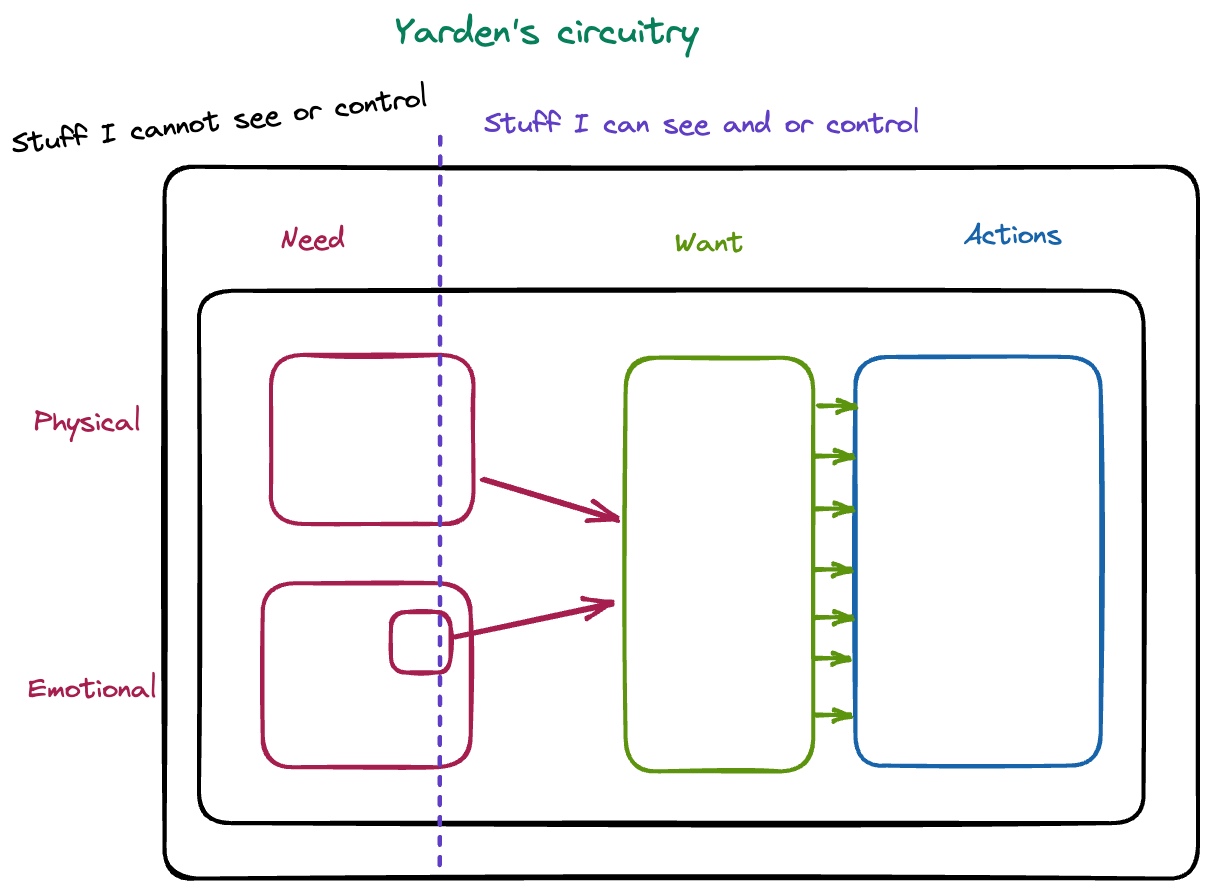 Yarden's circuitry
Stuff I cannot see or control
Stuff I can see and or control
Need
Want
Actions
Physical
Emotional